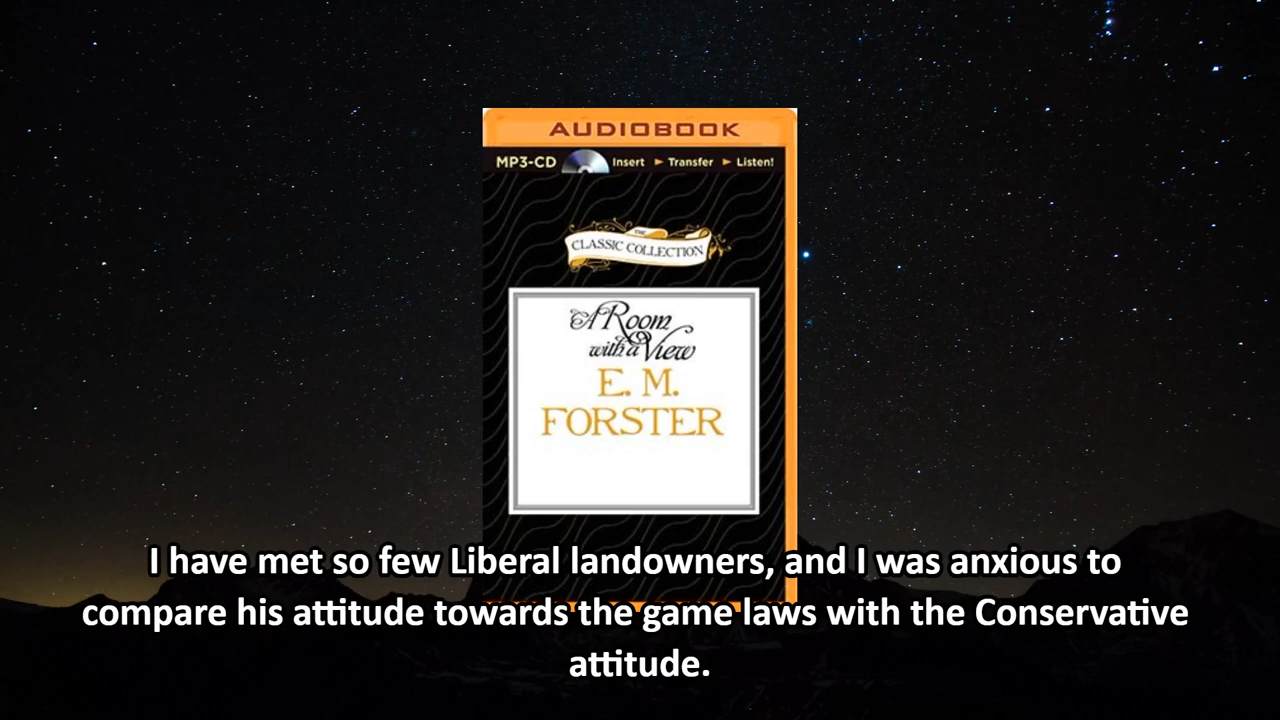 AUDIOBOOK
MP3-CD Insert ► Transfer ► Listen!
THE
CLASSIC COLLECTION
A Room
with a View
E. M.
FORSTER
I have met so few Liberal landowners, and I was anxious to
compare his attitude towards the game laws with the Conservative
attitude.